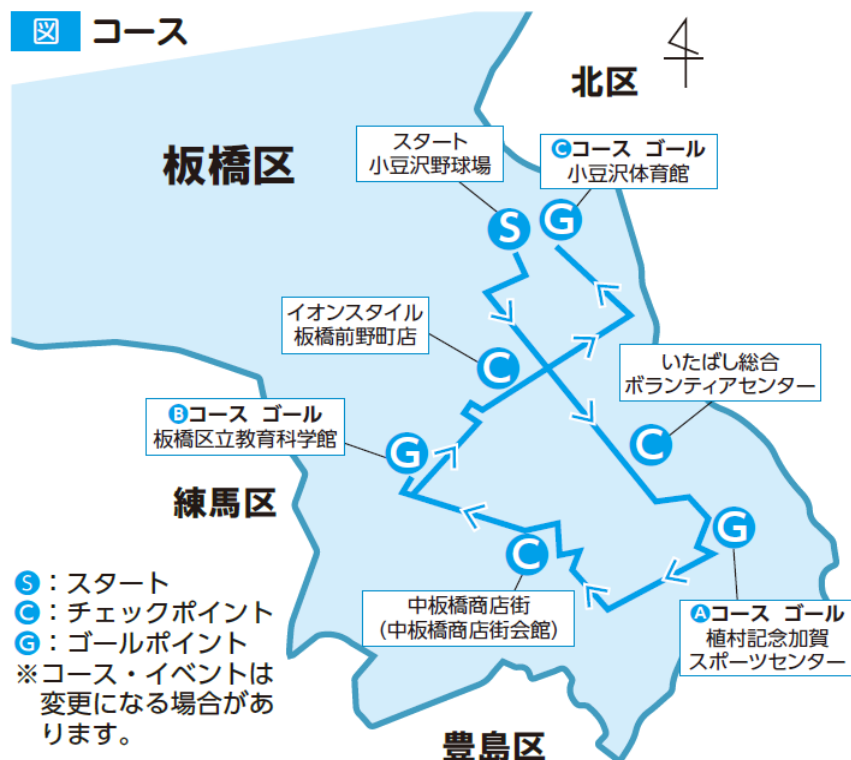 図 コース
北区
板橋区
スタート
小豆沢野球場
Ⓒコース ゴール
小豆沢体育館
S
G
イオンスタイル
板橋前野町店
C
いたばし総合
ボランティアセンター
C
Ⓑコース ゴール
板橋区立教育科学館
G
練馬区
G
C
中板橋商店街
(中板橋商店街会館)
Ⓐコース ゴール
植村記念加賀
スポーツセンター
S：スタート
C：チェックポイント
G：ゴールポイント
※コース・イベントは
変更になる場合があ
ります。
豊島区